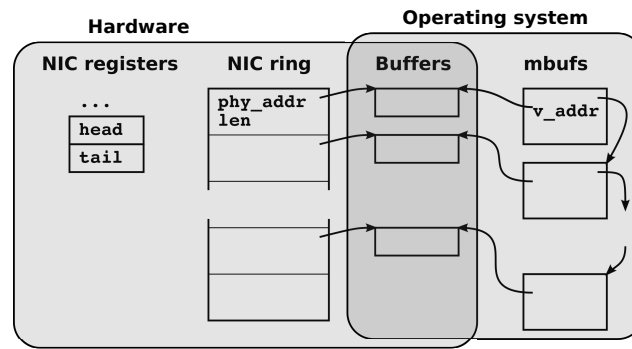 Hardware
Operating system
NIC registers
NIC ring
Buffers
mbufs
...
head
tail
phy_addr
len
v_addr